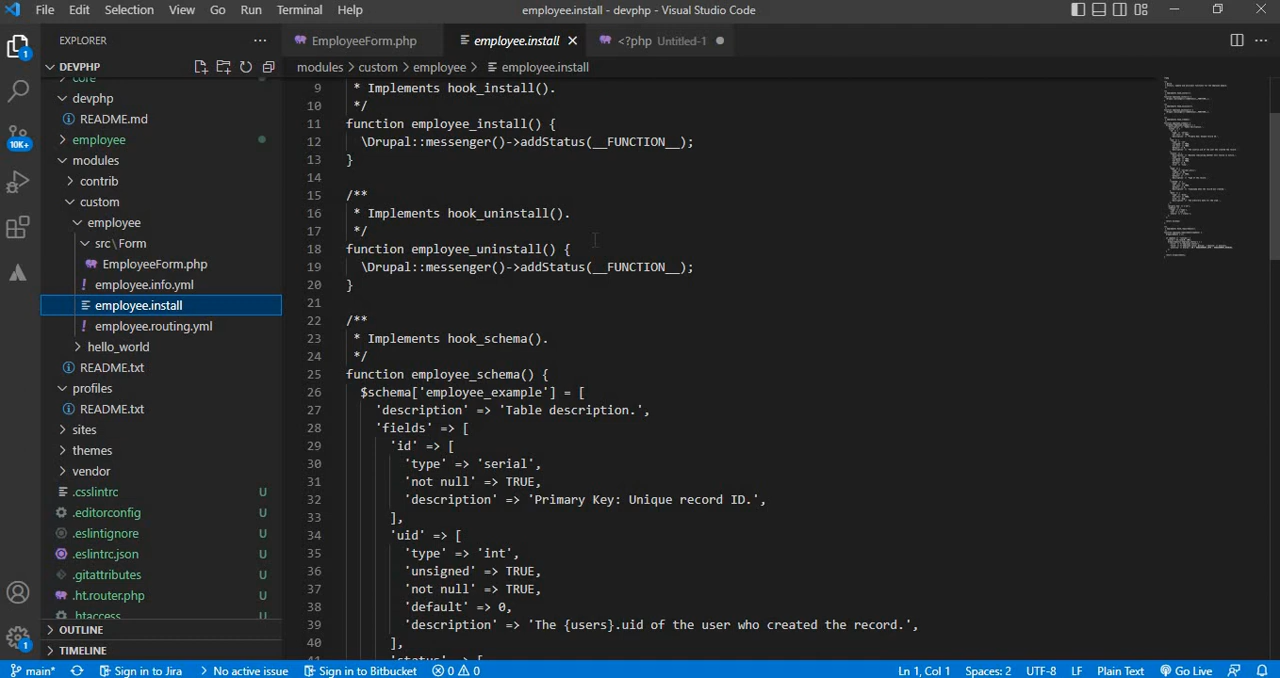 File Edit Selection View Go Run Terminal Help
employee.install - devphp - Visual Studio Code
EXPLORER
EmployeeForm.php
employee.install
<?php Untitled-1
DEVPHP
modules > custom > employee > employee.install
core
devphp
README.md
employee
modules
contrib
custom
employee
src\Form
EmployeeForm.php
employee.info.yml
employee.install
employee.routing.yml
hello_world
README.txt
profiles
README.txt
sites
themes
vendor
.csslintrc U
.editorconfig U
.eslintignore U
.eslintrc.json U
.gitattributes U
.ht.router.php U
.htaccess U
OUTLINE
TIMELINE
1
10K+
1
9 * Implements hook_install().
10 */
11 function employee_install() {
12 \Drupal::messenger()->addStatus(__FUNCTION__);
13 }
14
15 /**
16 * Implements hook_uninstall().
17 */
18 function employee_uninstall() {
19 \Drupal::messenger()->addStatus(__FUNCTION__);
20 }
21
22 /**
23 * Implements hook_schema().
24 */
25 function employee_schema() {
26 $schema['employee_example'] = [
27 'description' => 'Table description.',
28 'fields' => [
29 'id' => [
30 'type' => 'serial',
31 'not null' => TRUE,
32 'description' => 'Primary Key: Unique record ID.',
33 ],
34 'uid' => [
35 'type' => 'int',
36 'unsigned' => TRUE,
37 'not null' => TRUE,
38 'default' => 0,
39 'description' => 'The {users}.uid of the user who created the record.',
40 ],
41 'status' => [
main* Sign in to Jira No active issue Sign in to Bitbucket 0 0 Ln 1, Col 1 Spaces: 2 UTF-8 LF Plain Text Go Live